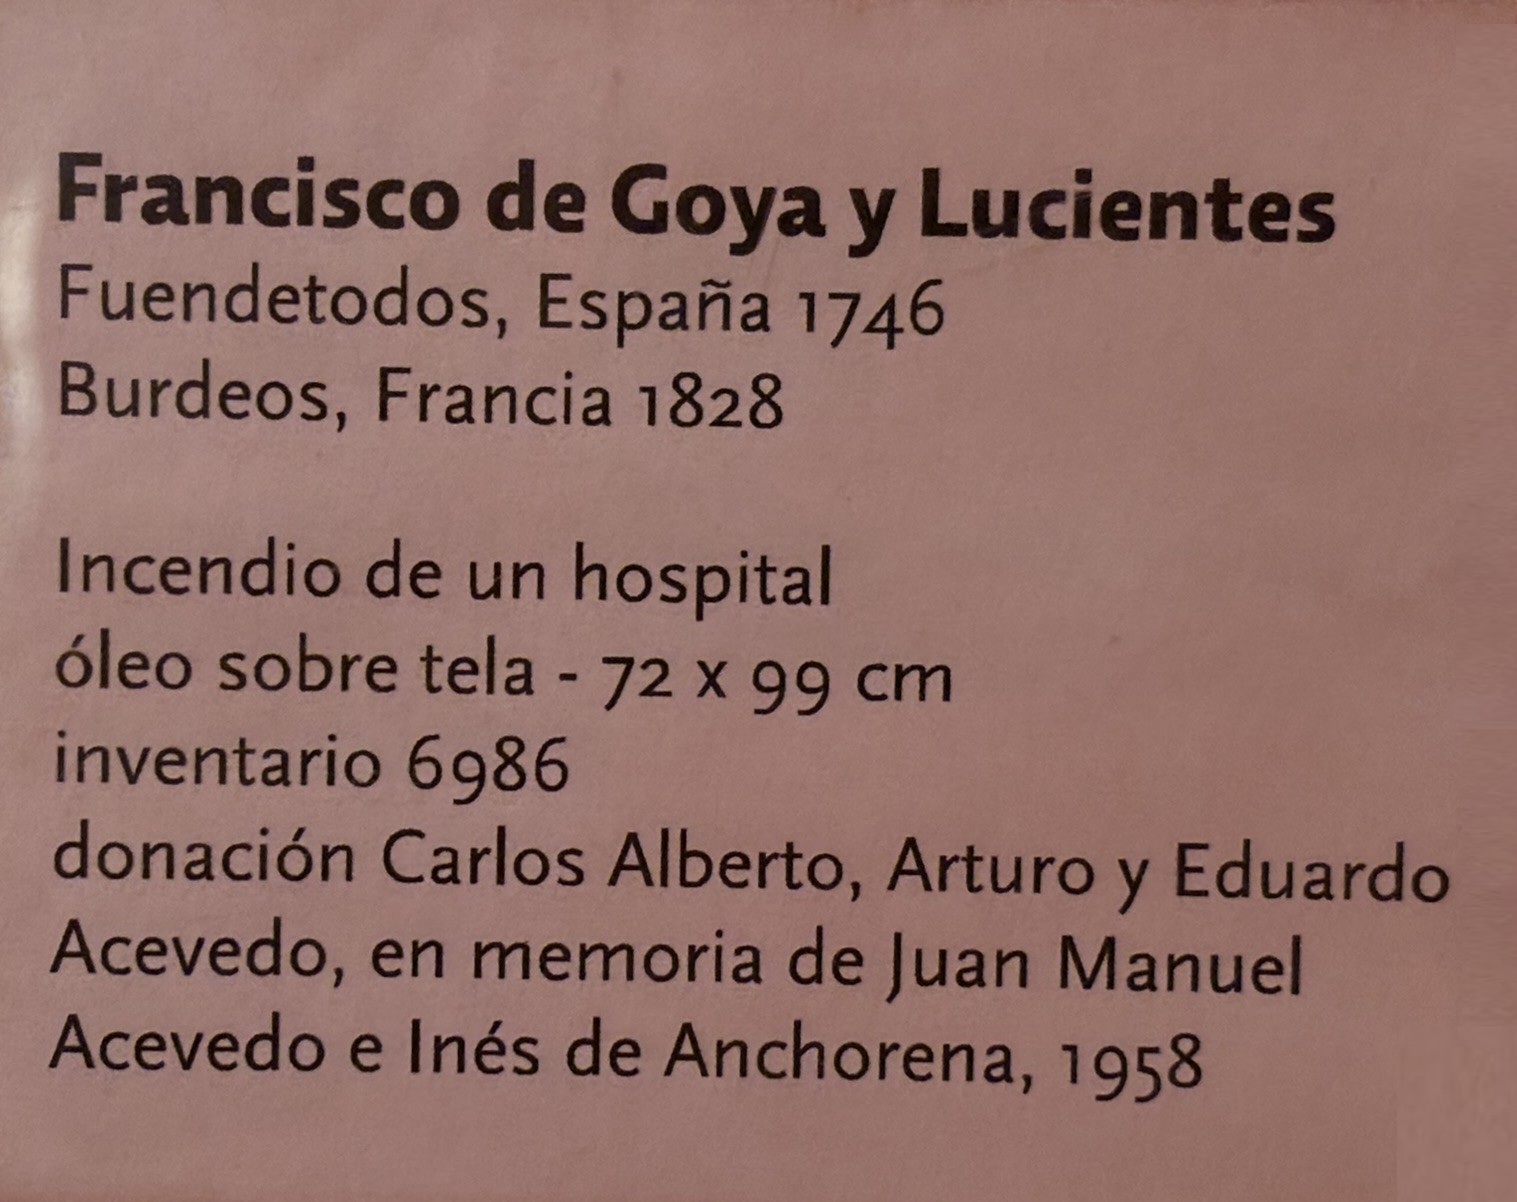 Francisco de Goya y Lucientes
Fuendetodos, España 1746
Burdeos, Francia 1828
Incendio de un hospital
óleo sobre tela - 72 x 99 cm
inventario 6986
donación Carlos Alberto, Arturo y Eduardo
Acevedo, en memoria de Juan Manuel
Acevedo e Inés de Anchorena, 1958